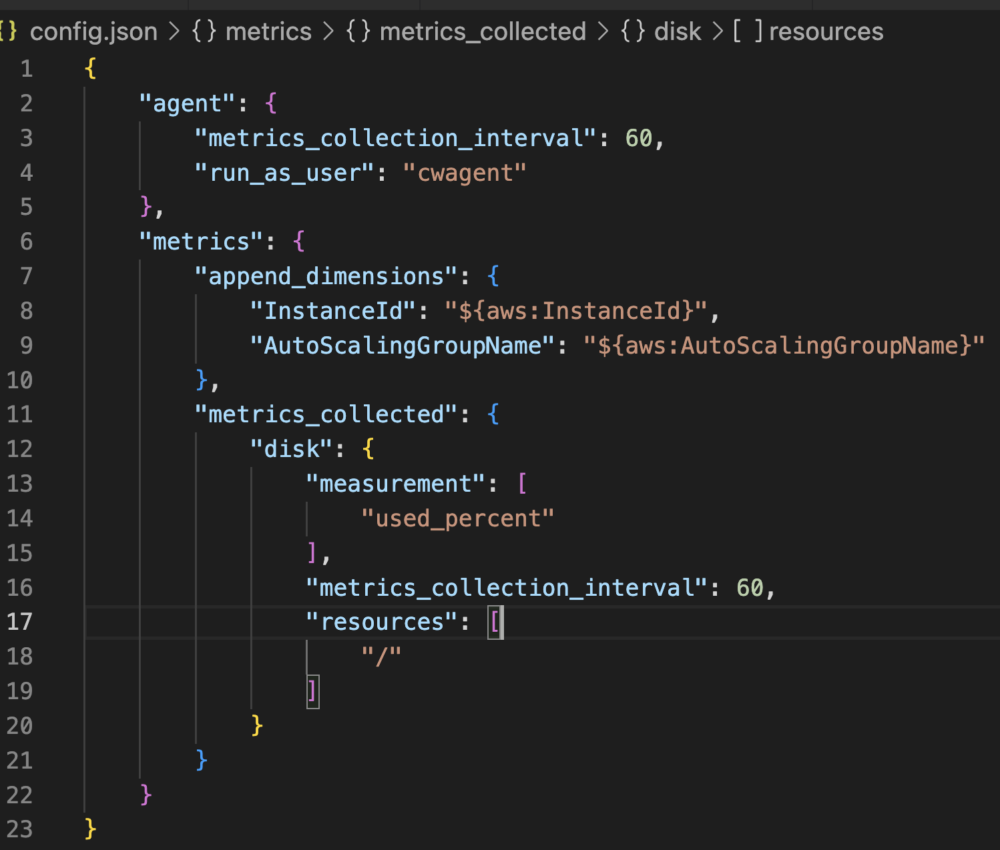 {} config.json > {} metrics > {} metrics_collected > {} disk > [ ] resources
1 {
2     "agent": {
3         "metrics_collection_interval": 60,
4         "run_as_user": "cwagent"
5     },
6     "metrics": {
7         "append_dimensions": {
8             "InstanceId": "${aws:InstanceId}",
9             "AutoScalingGroupName": "${aws:AutoScalingGroupName}"
10         },
11         "metrics_collected": {
12             "disk": {
13                 "measurement": [
14                     "used_percent"
15                 ],
16                 "metrics_collection_interval": 60,
17                 "resources": [
18                     "/"
19                 ]
20             }
21         }
22     }
23 }